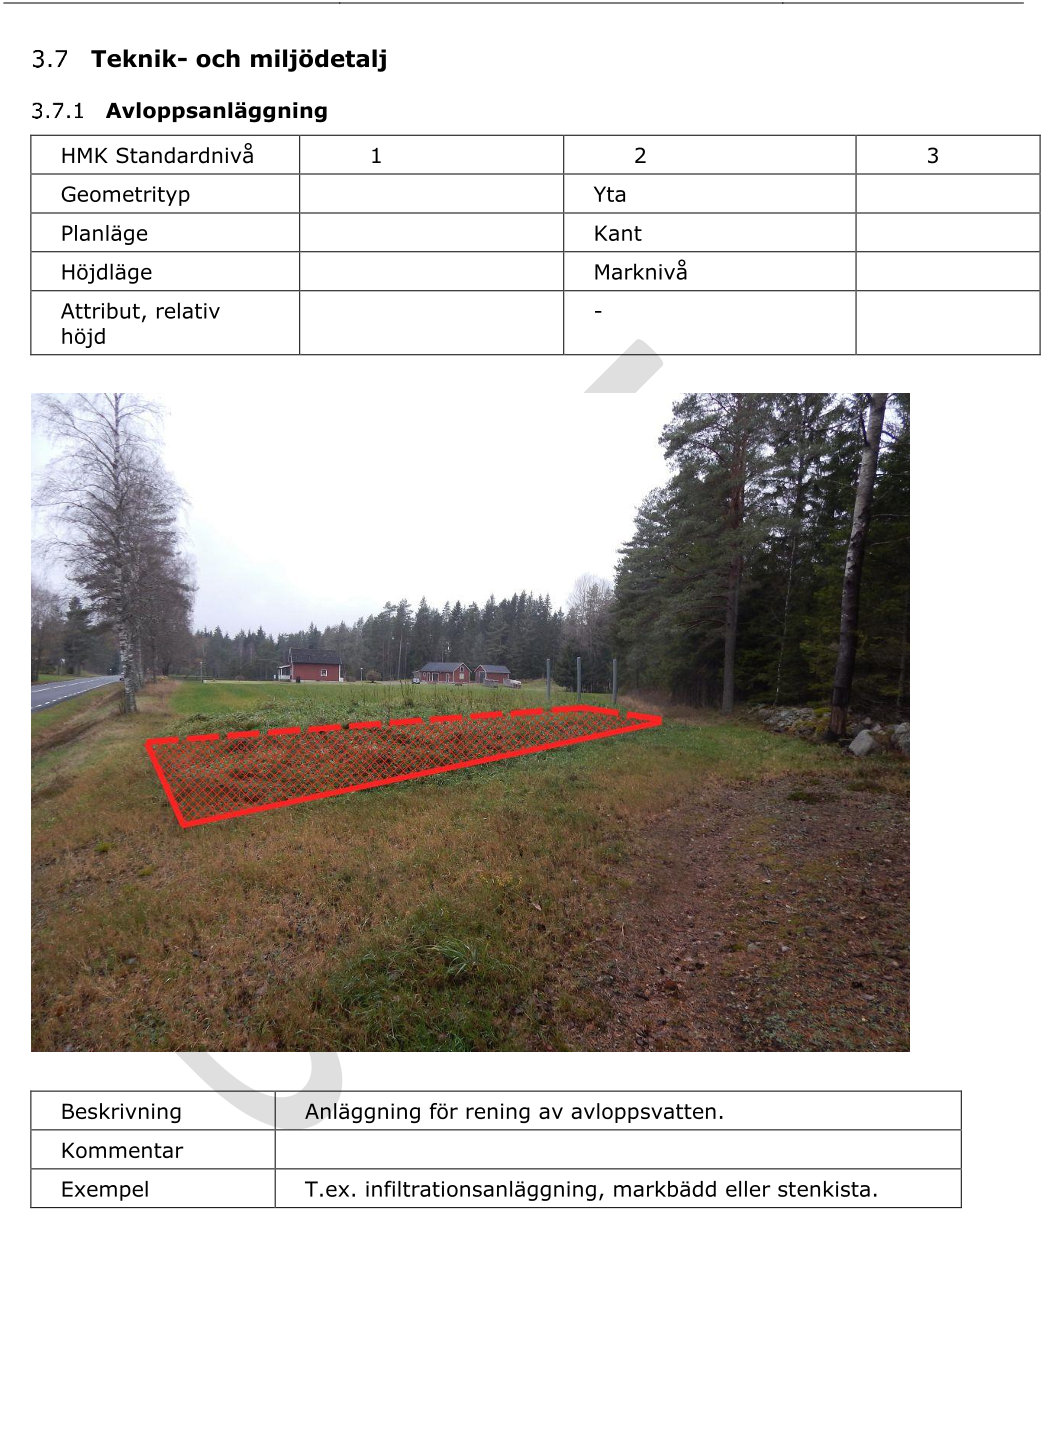 3.7 Teknik- och miljödetalj
3.7.1 Avloppsanläggning
HMK Standardnivå 1 2 3
Geometrityp Yta
Planläge Kant
Höjdläge Marknivå
Attribut, relativ -
höjd
Beskrivning Anläggning för rening av avloppsvatten.
Kommentar
Exempel T.ex. infiltrationsanläggning, markbädd eller stenkista.